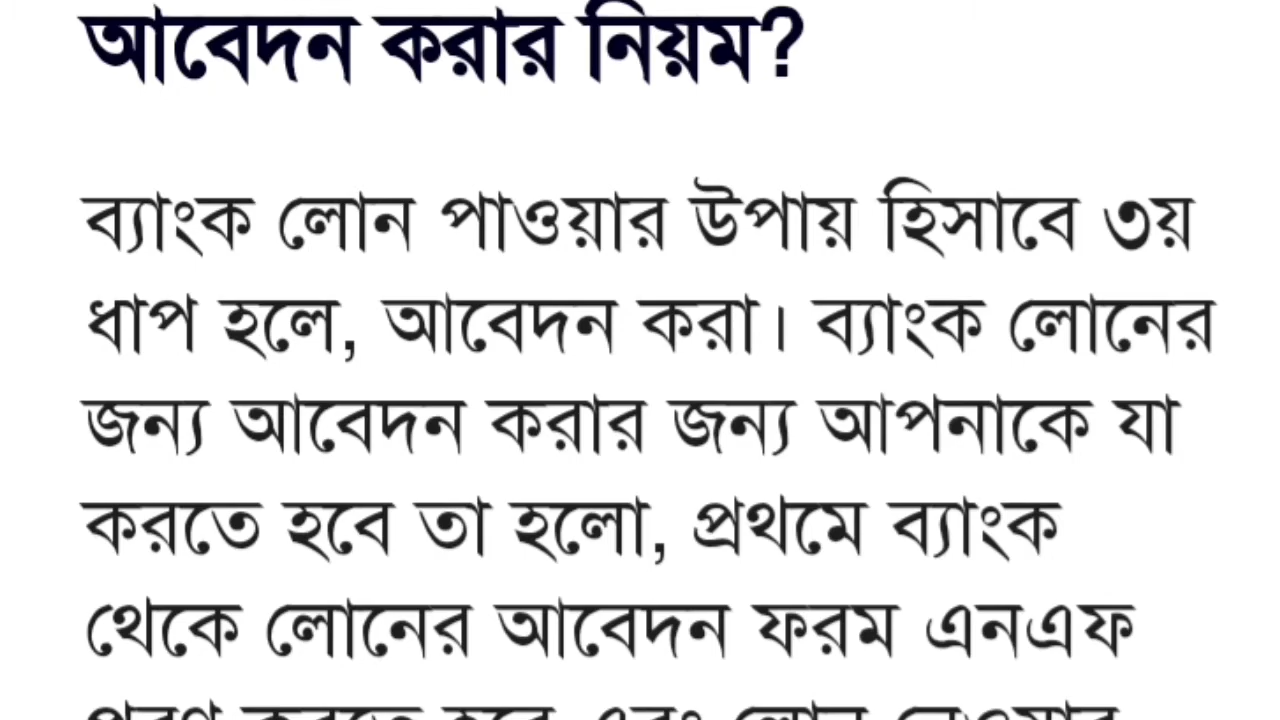 আবেদন করার নিয়ম?
ব্যাংক লোন পাওয়ার উপায় হিসাবে ৩য়
ধাপ হলে, আবেদন করা। ব্যাংক লোনের
জন্য আবেদন করার জন্য আপনাকে যা
করতে হবে তা হলো, প্রথমে ব্যাংক
থেকে লোনের আবেদন ফরম এনএফ